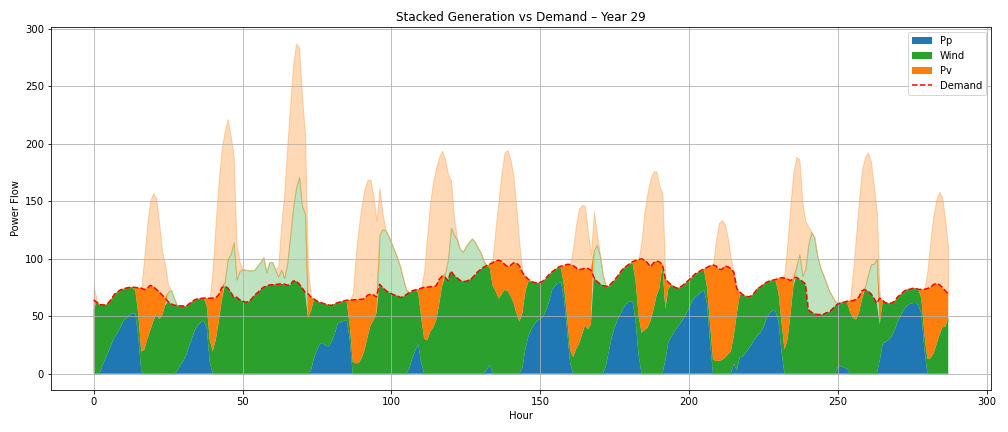 Stacked Generation vs Demand – Year 29
Power Flow
300
250
200
150
100
50
0
Pp
Wind
Pv
Demand
0 50 100 150 200 250 300
Hour